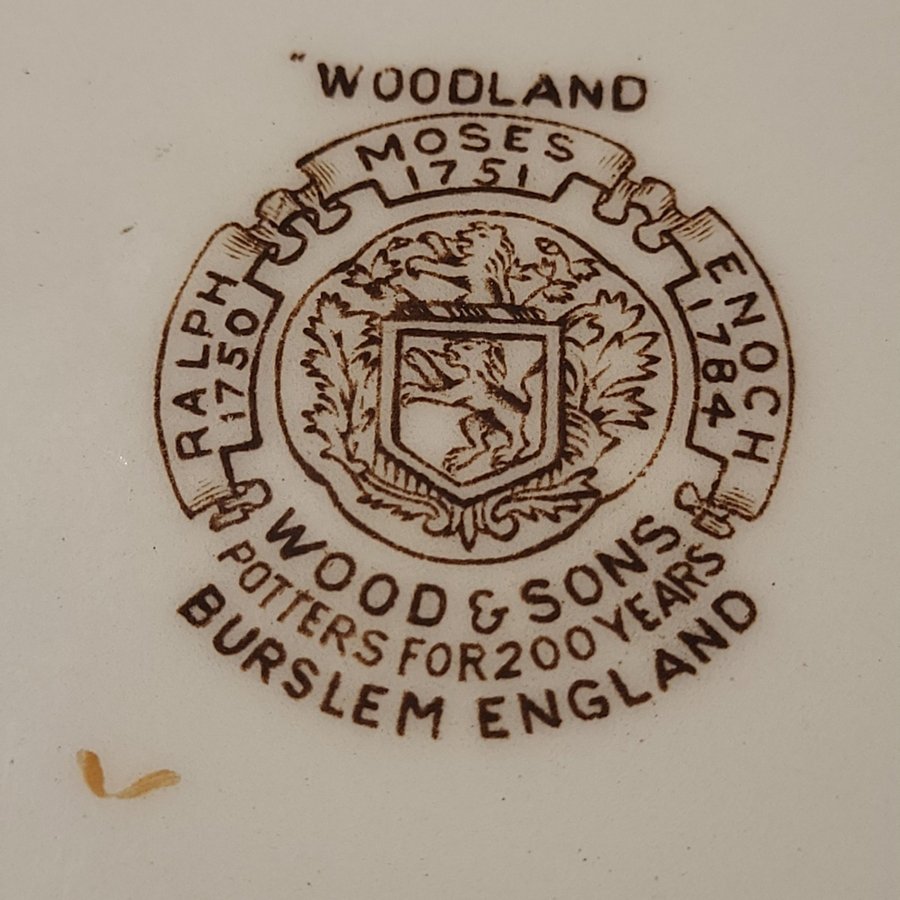 "WOODLAND
MOSES
1751
RALPH
1750
ENOCH
1784
WOOD & SONS
POTTERS FOR 200 YEARS
BURSLEM ENGLAND